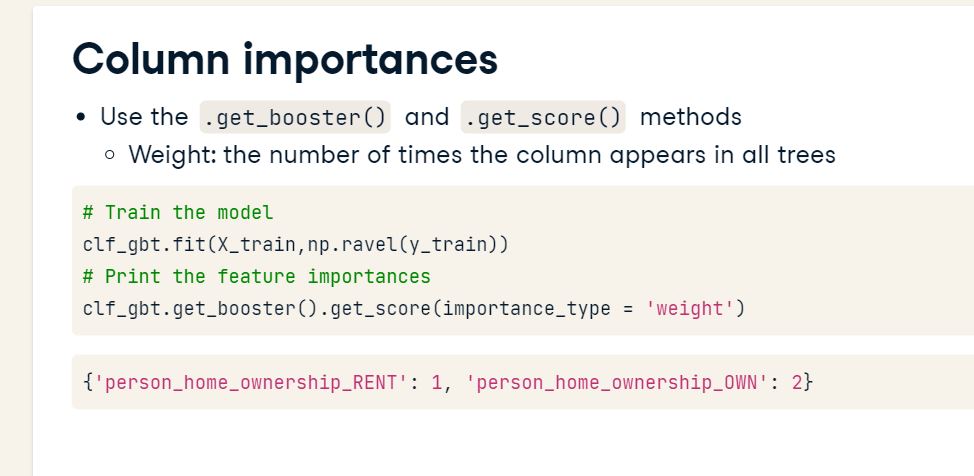 Column importances
• Use the .get_booster() and .get_score() methods
○ Weight: the number of times the column appears in all trees
# Train the model
clf_gbt.fit(X_train,np.ravel(y_train))
# Print the feature importances
clf_gbt.get_booster().get_score(importance_type = 'weight')
{'person_home_ownership_RENT': 1, 'person_home_ownership_OWN': 2}